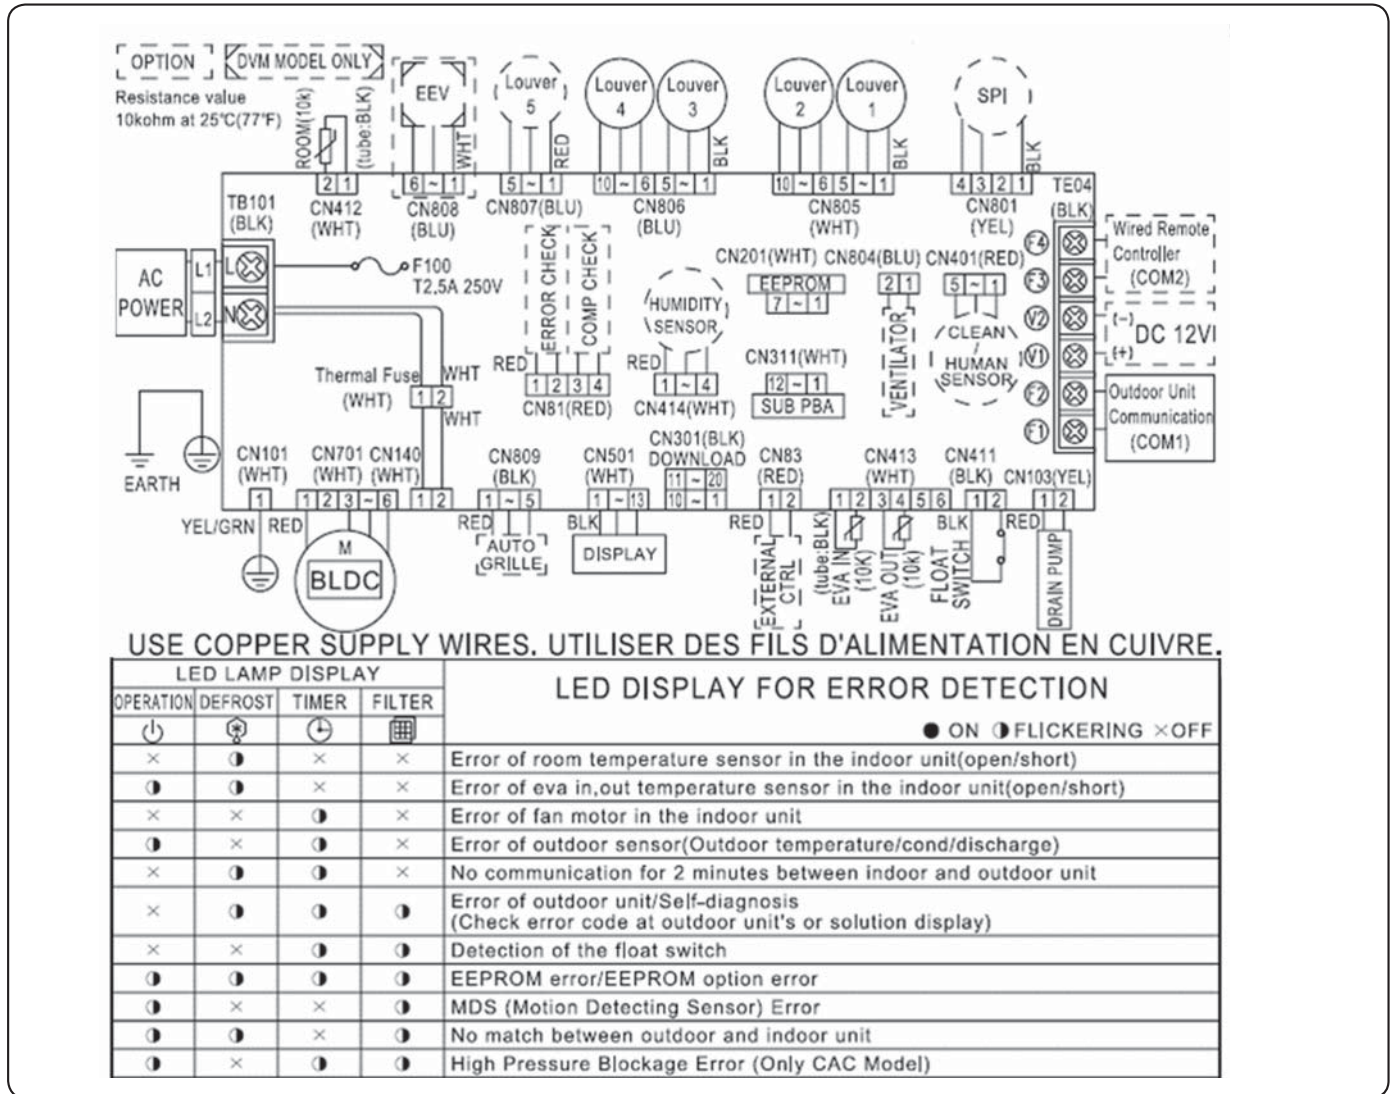 OPTION
DVM MODEL ONLY
Resistance value
10kohm at 25℃(77℉)
ROOM(10k)
(tube:BLK)
EEV
WHT
Louver
5
RED
Louver
4
Louver
3
BLK
Louver
2
Louver
1
BLK
SPI
BLK
2 1
6 ~ 1
5 ~ 1
10 ~ 6 5 ~ 1
10 ~ 6 5 ~ 1
4 3 2 1
TB101
(BLK)
CN412
(WHT)
CN808
(BLU)
CN807(BLU)
CN806
(BLU)
CN805
(WHT)
CN801
(YEL)
TE04
(BLK)
AC
POWER
L1
L2
L
N
F100
T2,5A 250V
ERROR CHECK
COMP CHECK
RED
1 2 3 4
CN81(RED)
HUMIDITY
SENSOR
RED
1 ~ 4
CN414(WHT)
CN201(WHT)
EEPROM
7 ~ 1
CN311(WHT)
12 ~ 1
SUB PBA
CN804(BLU)
2 1
VENTILATOR
CN401(RED)
5 ~ 1
CLEAN
/
HUMAN
SENSOR
F4
F3
V2
V1
F2
F1
Wired Remote
Controller
(COM2)
(-)
DC 12V
(+)
Outdoor Unit
Communication
(COM1)
Thermal Fuse
(WHT)
WHT
1 2
WHT
EARTH
CN101
(WHT)
CN701
(WHT)
CN140
(WHT)
CN809
(BLK)
CN501
(WHT)
CN301(BLK)
DOWNLOAD
11 ~ 20
10 ~ 1
CN83
(RED)
CN413
(WHT)
CN411
(BLK)
CN103(YEL)
1
1 2 3 ~ 6
1 2
1 ~ 5
1 ~ 13
1 2
1 2 3 4 5 6
1 2
1 2
YEL/GRN
RED
M
BLDC
RED
AUTO
GRILLE
BLK
DISPLAY
RED
EXTERNAL
CTRL
(tube:BLK)
EVA IN
(10K)
EVA OUT
(10k)
FLOAT
SWITCH
BLK
RED
DRAIN PUMP
USE COPPER SUPPLY WIRES. UTILISER DES FILS D'ALIMENTATION EN CUIVRE.
LED LAMP DISPLAY
OPERATION DEFROST TIMER FILTER
LED DISPLAY FOR ERROR DETECTION
● ON ◑ FLICKERING ×OFF
× ◑ × × Error of room temperature sensor in the indoor unit(open/short)
◑ ◑ × × Error of eva in,out temperature sensor in the indoor unit(open/short)
× × ◑ × Error of fan motor in the indoor unit
◑ × ◑ × Error of outdoor sensor(Outdoor temperature/cond/discharge)
× ◑ ◑ × No communication for 2 minutes between indoor and outdoor unit
× ◑ ◑ ◑ Error of outdoor unit/Self-diagnosis
(Check error code at outdoor unit's or solution display)
× × ◑ ◑ Detection of the float switch
◑ ◑ ◑ ◑ EEPROM error/EEPROM option error
◑ × × ◑ MDS (Motion Detecting Sensor) Error
◑ ◑ × ◑ No match between outdoor and indoor unit
◑ × ◑ ◑ High Pressure Blockage Error (Only CAC Model)